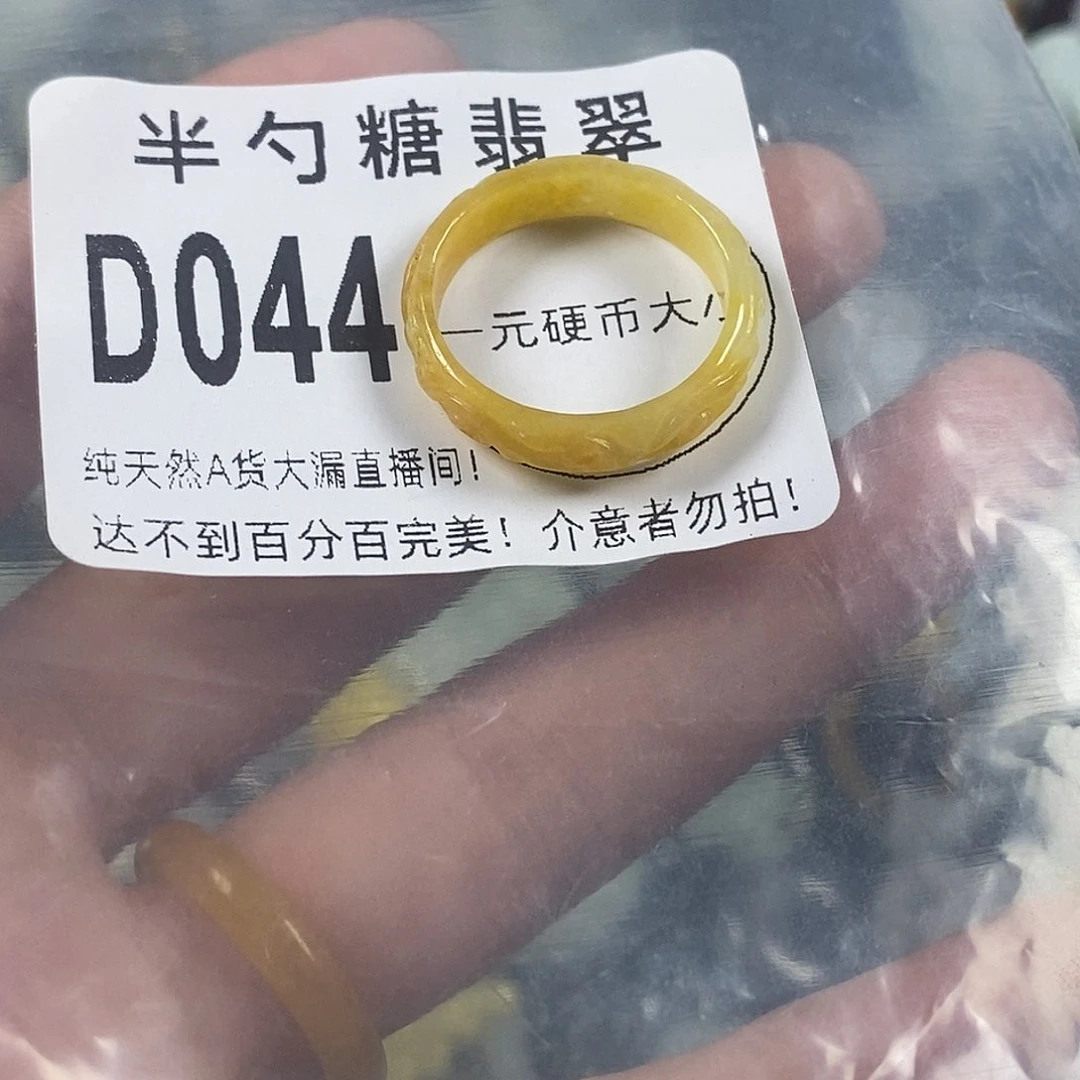 半勺糖翡翠
D044
一元硬币大小
纯天然A货大漏直播间！
达不到百分百完美！介意者勿拍！